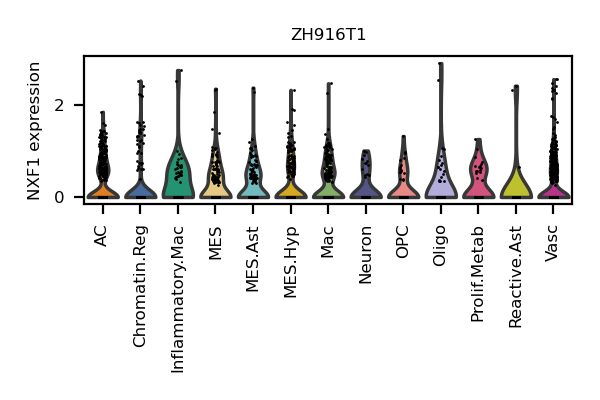 ZH916T1
NXF1 expression
2
0
AC
Chromatin.Reg
Inflammatory.Mac
MES
MES.Ast
MES.Hyp
Mac
Neuron
OPC
Oligo
Prolif.Metab
Reactive.Ast
Vasc